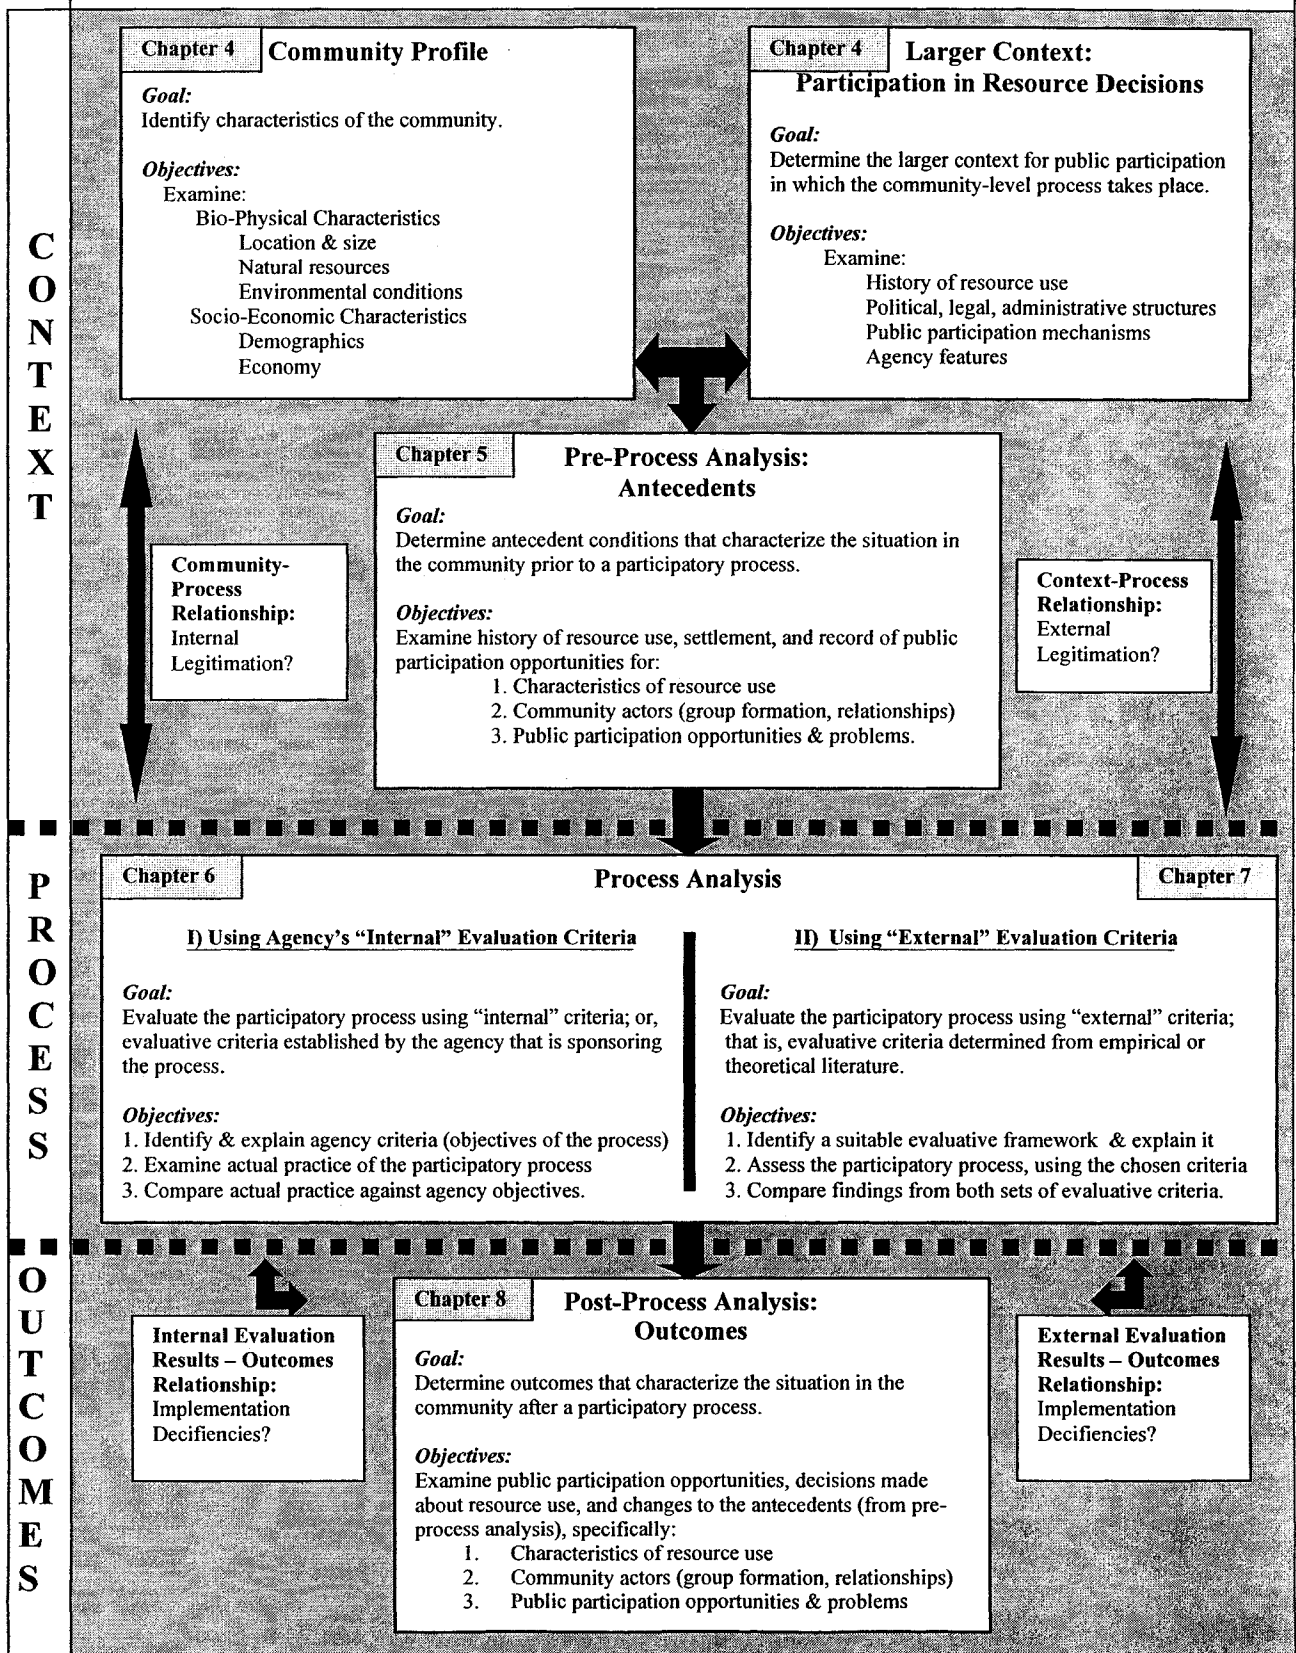 CONTEXT
Chapter 4
Community Profile
Goal:
Identify characteristics of the community.
Objectives:
Examine:
Bio-Physical Characteristics
Location & size
Natural resources
Environmental conditions
Socio-Economic Characteristics
Demographics
Economy
Chapter 4
Larger Context:
Participation in Resource Decisions
Goal:
Determine the larger context for public participation
in which the community-level process takes place.
Objectives:
Examine:
History of resource use
Political, legal, administrative structures
Public participation mechanisms
Agency features
Chapter 5
Pre-Process Analysis:
Antecedents
Goal:
Determine antecedent conditions that characterize the situation in
the community prior to a participatory process.
Objectives:
Examine history of resource use, settlement, and record of public
participation opportunities for:
1. Characteristics of resource use
2. Community actors (group formation, relationships)
3. Public participation opportunities & problems.
Community-
Process
Relationship:
Internal
Legitimation?
Context-Process
Relationship:
External
Legitimation?
PROCESS
Chapter 6
Process Analysis
Chapter 7
I) Using Agency's “Internal” Evaluation Criteria
Goal:
Evaluate the participatory process using “internal” criteria; or,
evaluative criteria established by the agency that is sponsoring
the process.
Objectives:
1. Identify & explain agency criteria (objectives of the process)
2. Examine actual practice of the participatory process
3. Compare actual practice against agency objectives.
II) Using “External” Evaluation Criteria
Goal:
Evaluate the participatory process using “external” criteria;
that is, evaluative criteria determined from empirical or
theoretical literature.
Objectives:
1. Identify a suitable evaluative framework & explain it
2. Assess the participatory process, using the chosen criteria
3. Compare findings from both sets of evaluative criteria.
OUTCOMES
Internal Evaluation
Results – Outcomes
Relationship:
Implementation
Decifiencies?
Chapter 8
Post-Process Analysis:
Outcomes
Goal:
Determine outcomes that characterize the situation in the
community after a participatory process.
Objectives:
Examine public participation opportunities, decisions made
about resource use, and changes to the antecedents (from pre-
process analysis), specifically:
1. Characteristics of resource use
2. Community actors (group formation, relationships)
3. Public participation opportunities & problems
External Evaluation
Results – Outcomes
Relationship:
Implementation
Decifiencies?